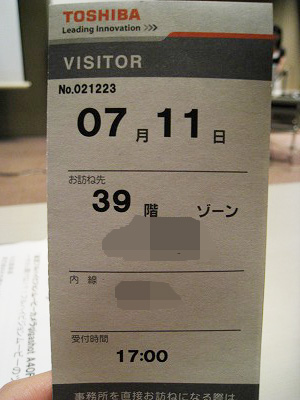 TOSHIBA
Leading Innovation >>>
VISITOR
No.021223
07月11日
お訪ね先
39 階 ゾーン
内 線
受付時間
17:00
事務所を直接お訪ねになる際は